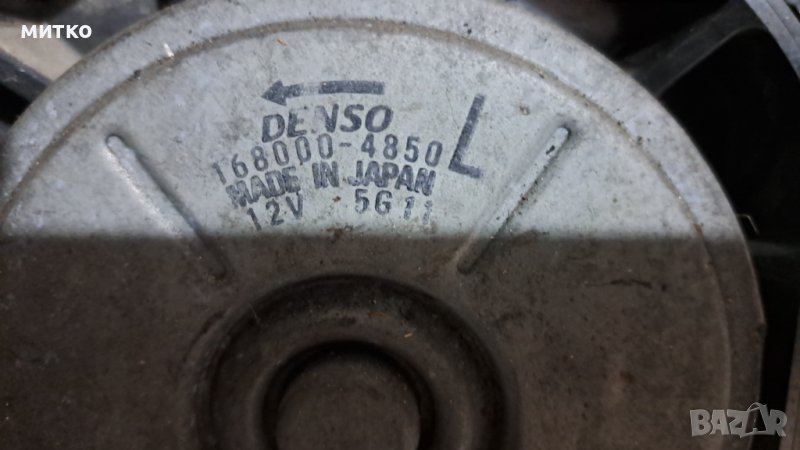 МИТКО
DENSO
168000-4850 L
MADE IN JAPAN
12V 5G11
BAZAR